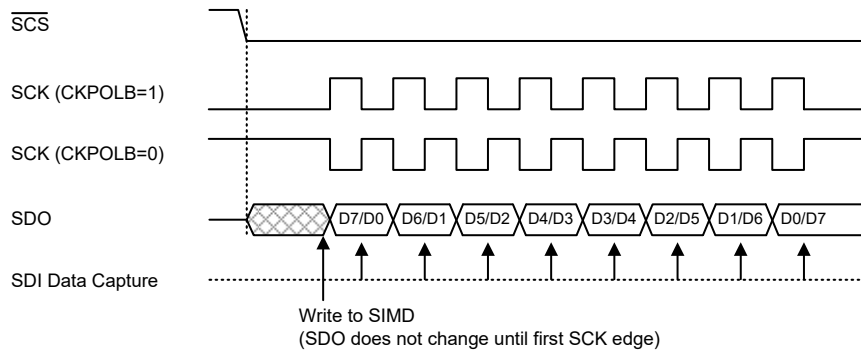 SCS
SCK (CKPOLB=1)
SCK (CKPOLB=0)
SDO D7/D0 D6/D1 D5/D2 D4/D3 D3/D4 D2/D5 D1/D6 D0/D7
SDI Data Capture
Write to SIMD
(SDO does not change until first SCK edge)